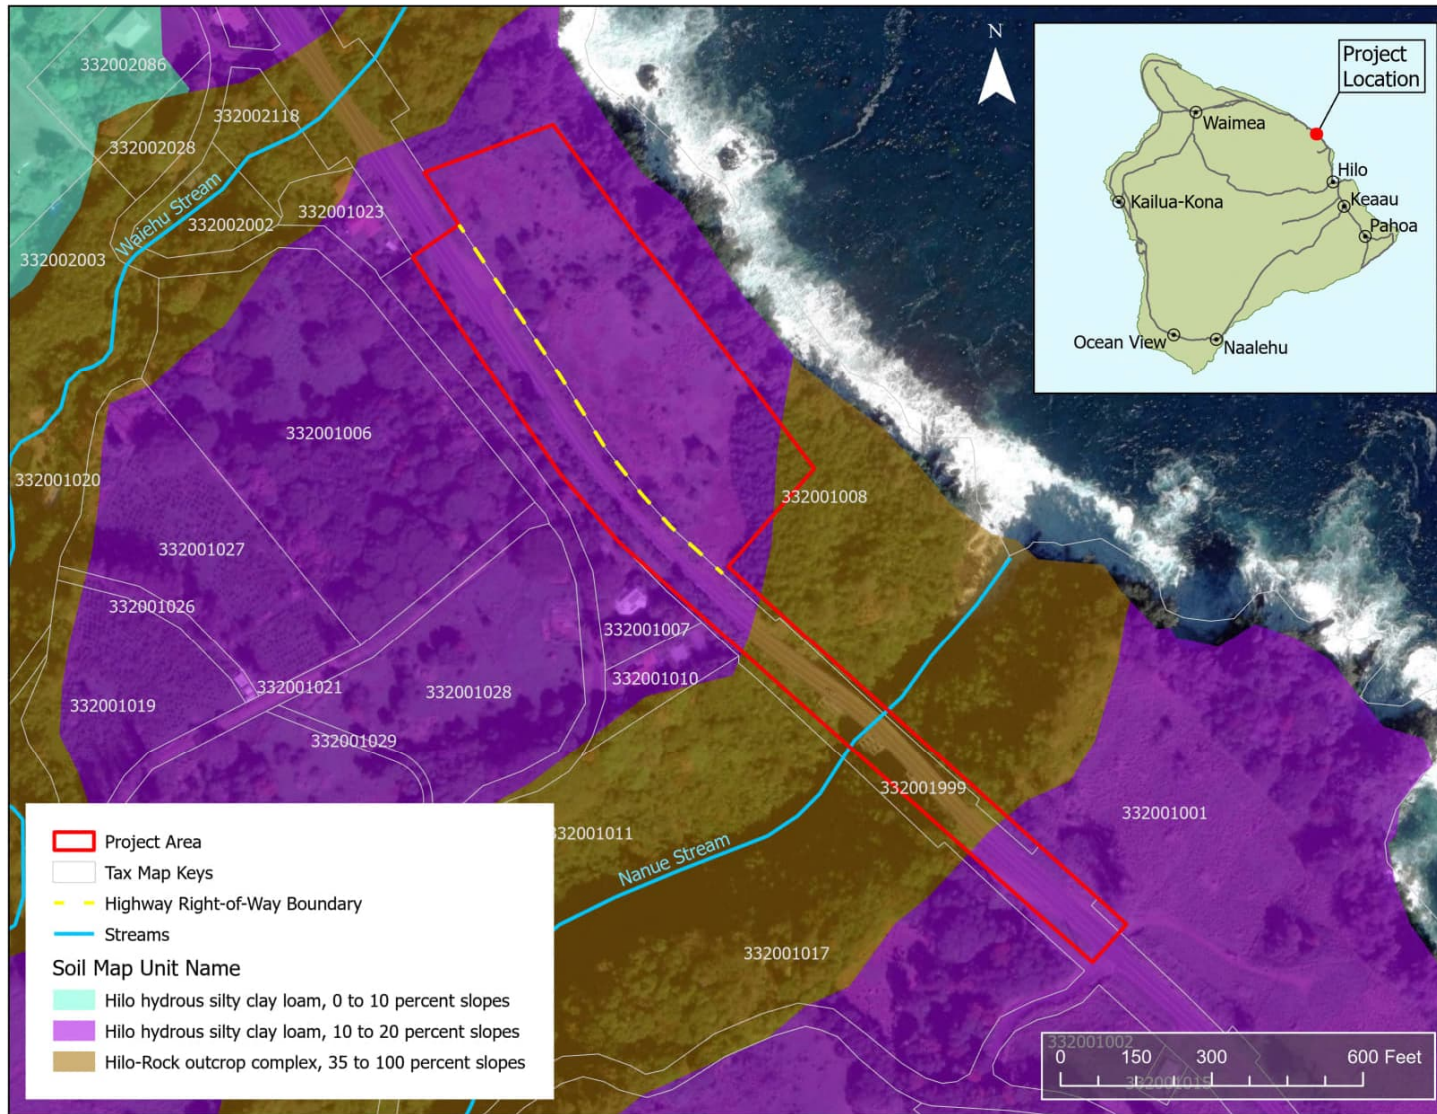 332002086
332002118
332002028
Waiehu Stream
332002002
332001023
332002003
332001006
332001020
332001008
332001027
332001026
332001007
332001010
332001021
332001028
332001019
332001029
332001999
332001001
332001011
Nanue Stream
332001017
332001002
332001015
N
Project
Location
Waimea
Hilo
Keaau
Kailua-Kona
Pahoa
Ocean View
Naalehu
Project Area
Tax Map Keys
Highway Right-of-Way Boundary
Streams
Soil Map Unit Name
Hilo hydrous silty clay loam, 0 to 10 percent slopes
Hilo hydrous silty clay loam, 10 to 20 percent slopes
Hilo-Rock outcrop complex, 35 to 100 percent slopes
0 150 300 600 Feet